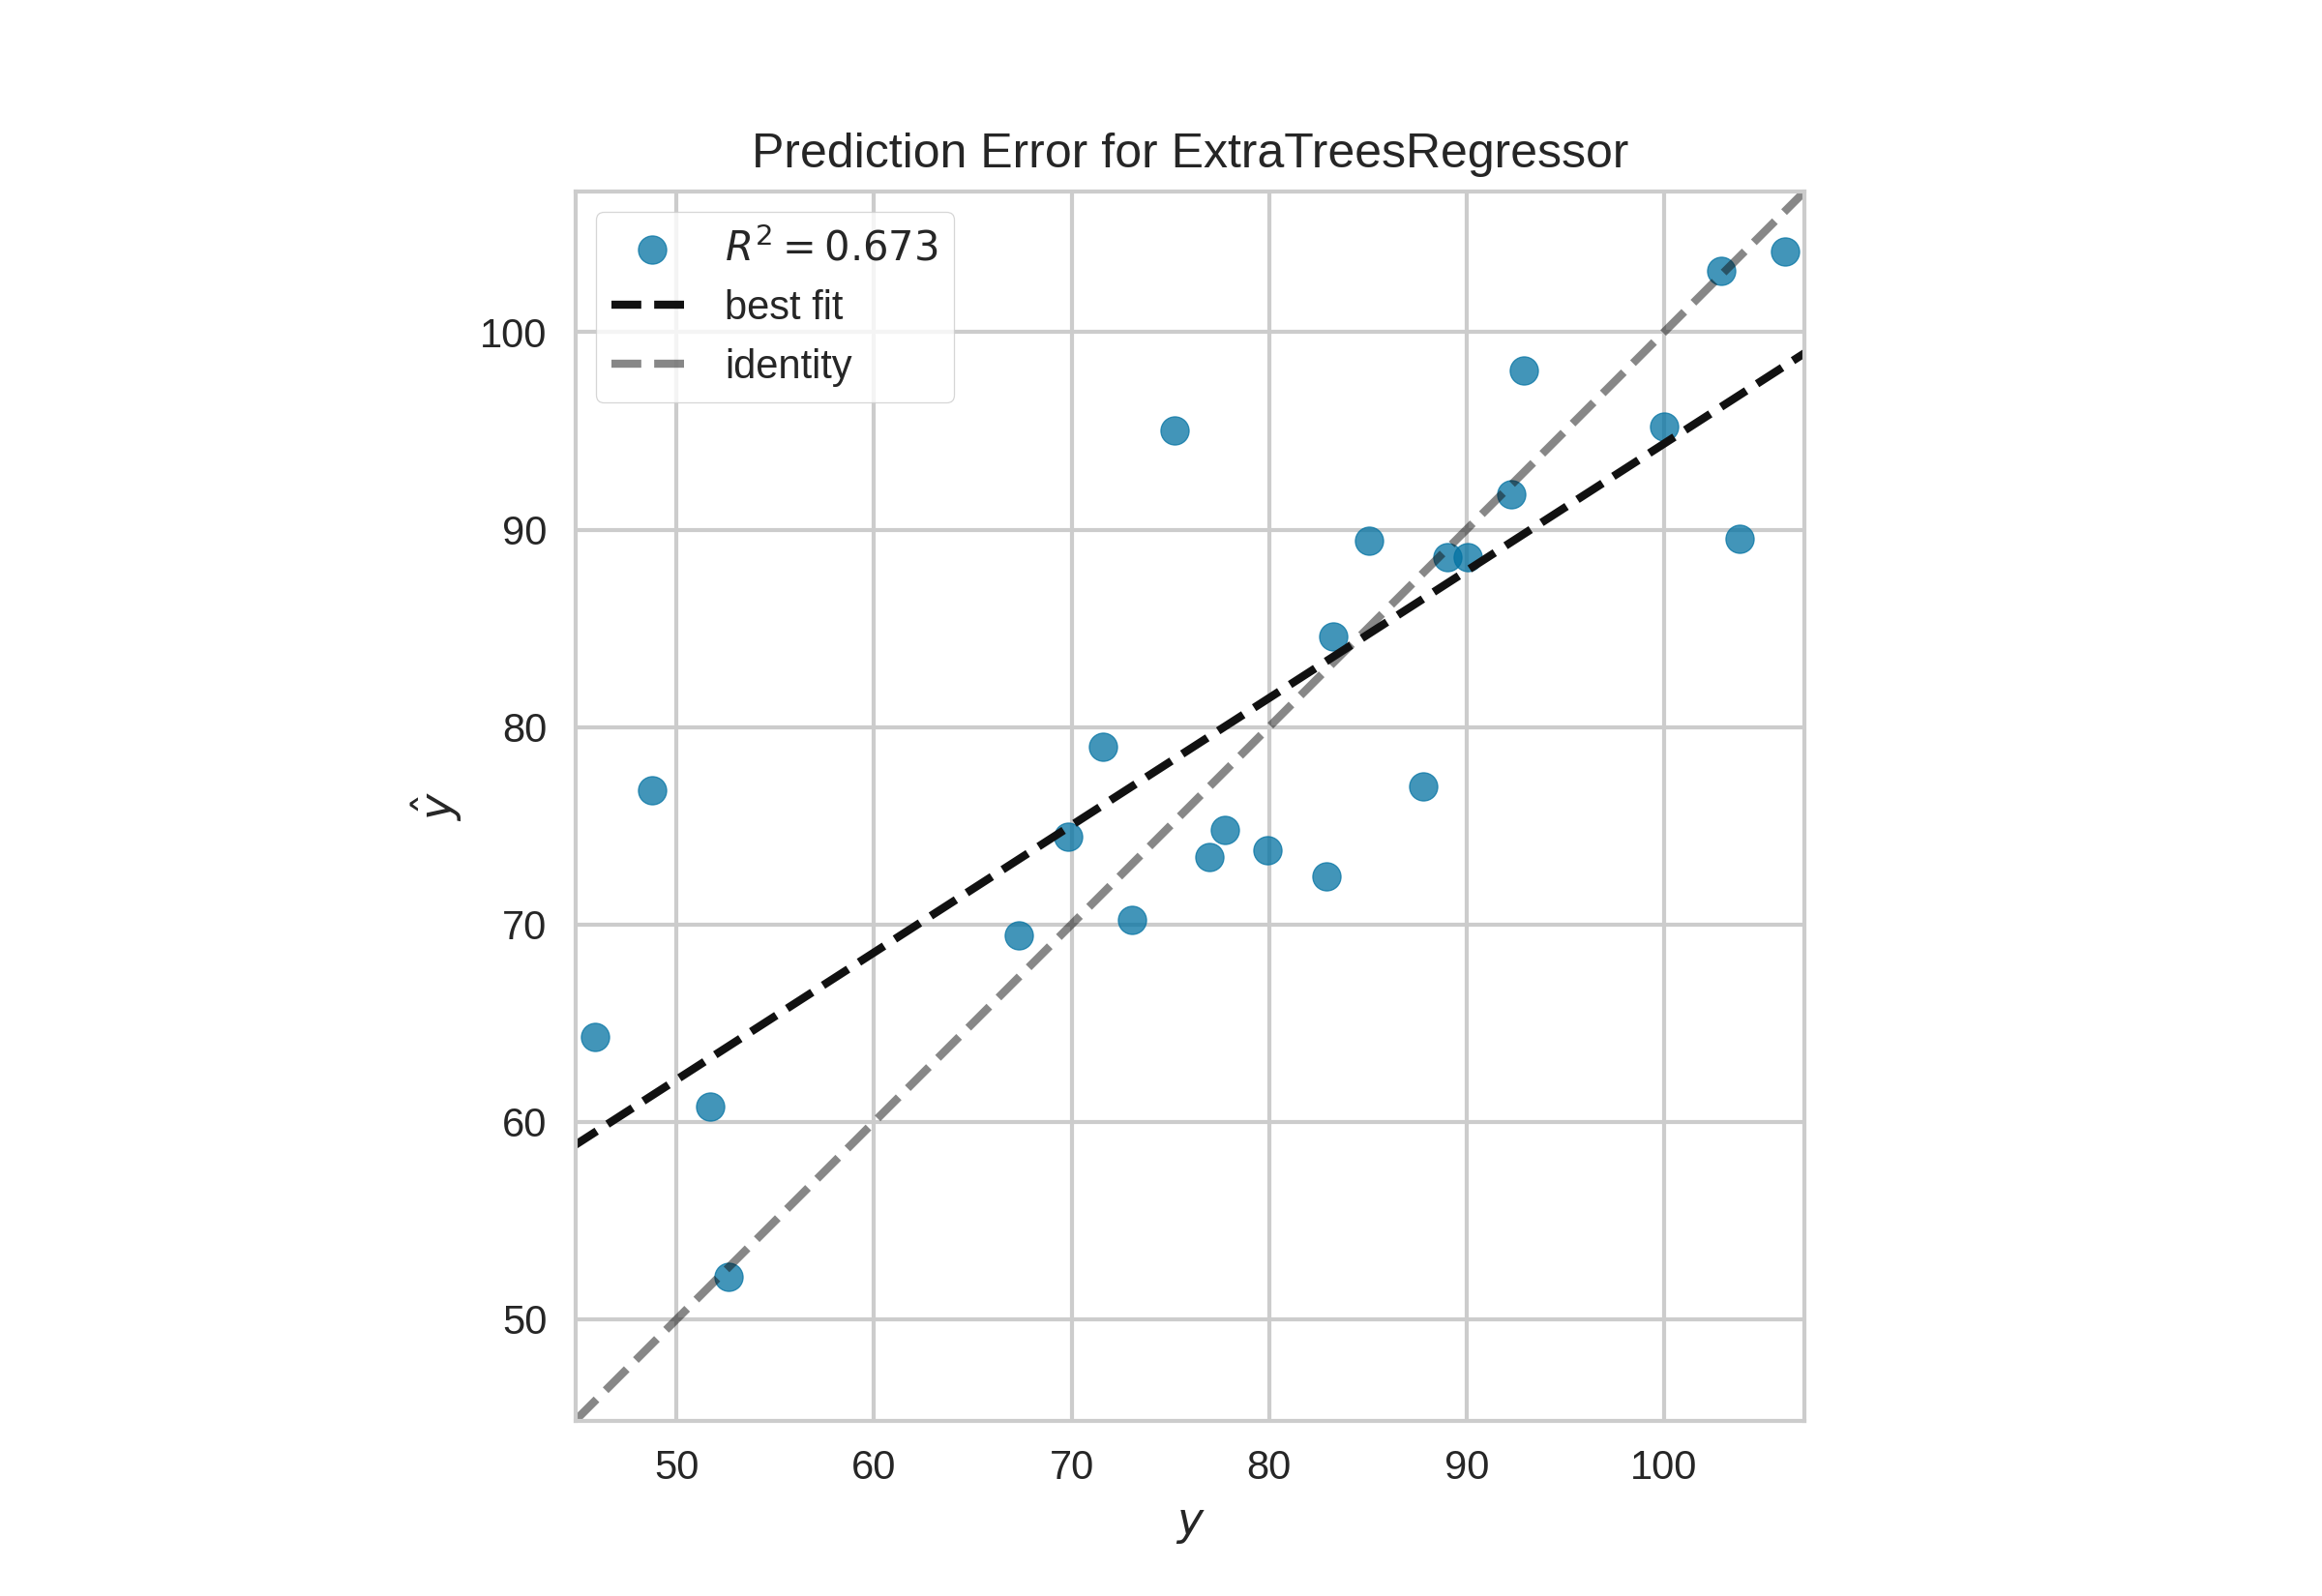 Prediction Error for ExtraTreesRegressor
R² = 0.673
best fit
identity
100
90
80
70
60
50
ŷ
50 60 70 80 90 100
y